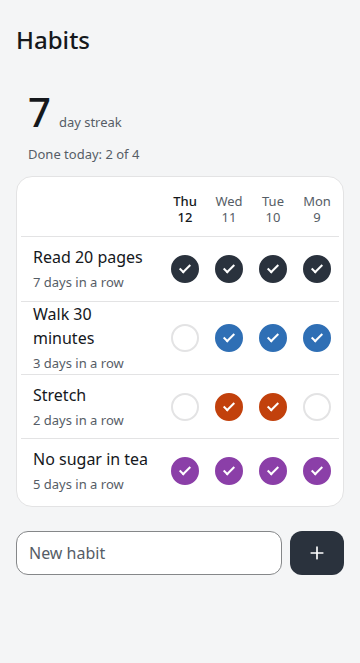 Habits
7 day streak
Done today: 2 of 4
Thu Wed Tue Mon
12 11 10 9
Read 20 pages
7 days in a row
Walk 30
minutes
3 days in a row
Stretch
2 days in a row
No sugar in tea
5 days in a row
New habit